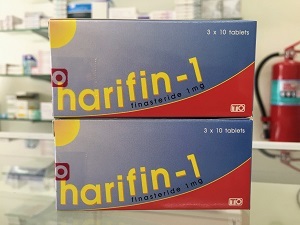 3 x 10 tablets
harifin-1
finasteride 1mg
3 x 10 tablets
harifin-1
finasteride 1mg